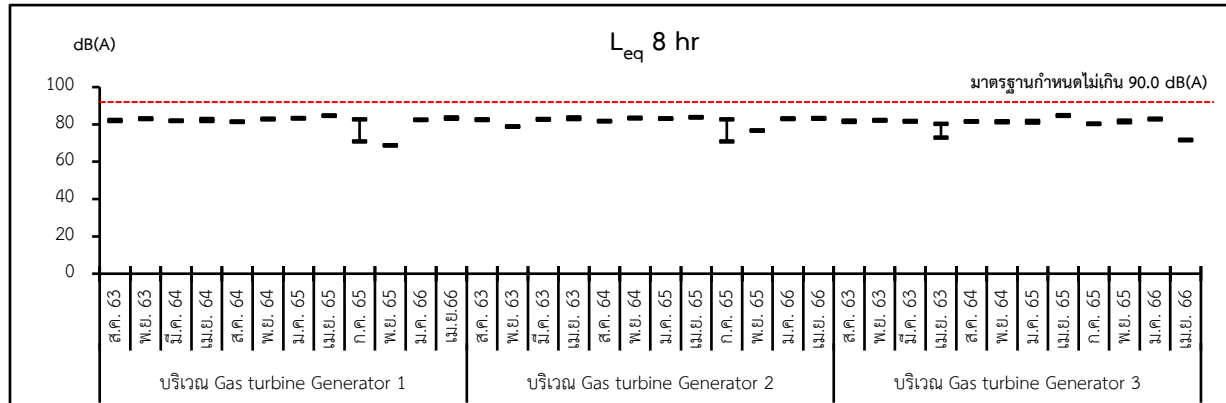 L_eq 8 hr
dB(A)
มาตรฐานกำหนดไม่เกิน 90.0 dB(A)
100
80
60
40
20
0
ส.ค. 63
พ.ย. 63
มี.ค. 64
เม.ย. 64
ส.ค. 64
พ.ย. 64
ม.ค. 65
เม.ย. 65
ก.ค. 65
พ.ย. 65
ม.ค. 66
เม.ย.66
ส.ค. 63
พ.ย. 63
มี.ค. 63
เม.ย. 63
ส.ค. 64
พ.ย. 64
ม.ค. 65
เม.ย. 65
ก.ค. 65
พ.ย. 65
ม.ค. 66
เม.ย. 66
ส.ค. 63
พ.ย. 63
มี.ค. 63
เม.ย. 63
ส.ค. 64
พ.ย. 64
ม.ค. 65
เม.ย. 65
ก.ค. 65
พ.ย. 65
ม.ค. 66
เม.ย. 66
บริเวณ Gas turbine Generator 1
บริเวณ Gas turbine Generator 2
บริเวณ Gas turbine Generator 3